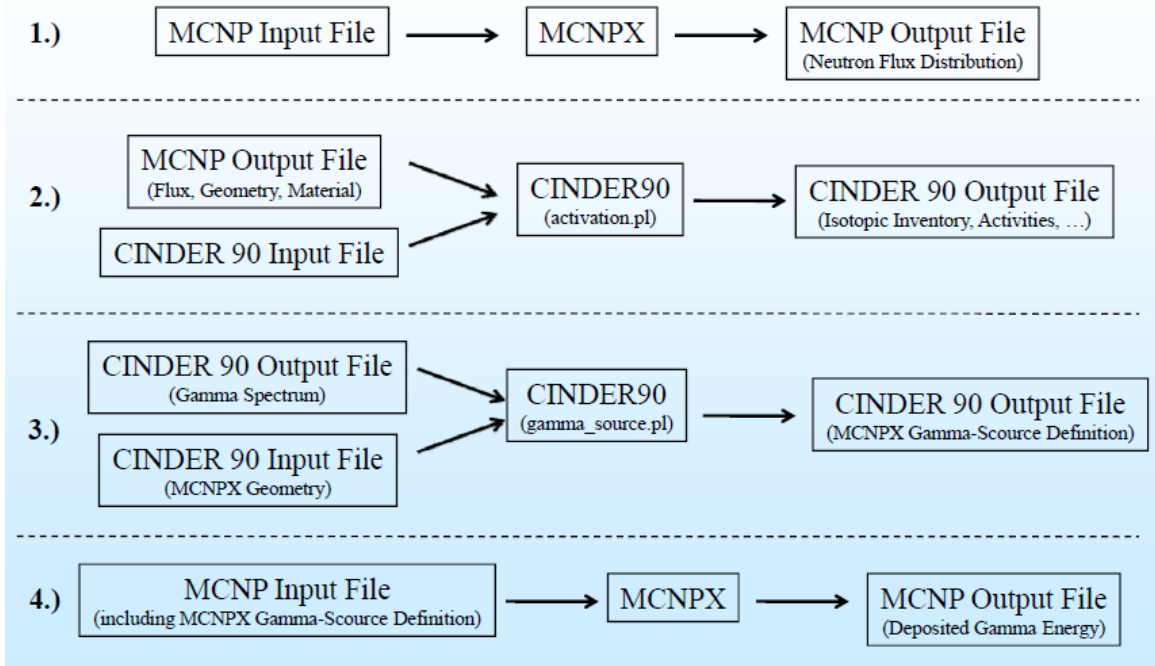 1.)
MCNP Input File
MCNPX
MCNP Output File
(Neutron Flux Distribution)
2.)
MCNP Output File
(Flux, Geometry, Material)
CINDER 90 Input File
CINDER90
(activation.pl)
CINDER 90 Output File
(Isotopic Inventory, Activities, …)
3.)
CINDER 90 Output File
(Gamma Spectrum)
CINDER 90 Input File
(MCNPX Geometry)
CINDER90
(gamma_source.pl)
CINDER 90 Output File
(MCNPX Gamma-Scource Definition)
4.)
MCNP Input File
(including MCNPX Gamma-Scource Definition)
MCNPX
MCNP Output File
(Deposited Gamma Energy)